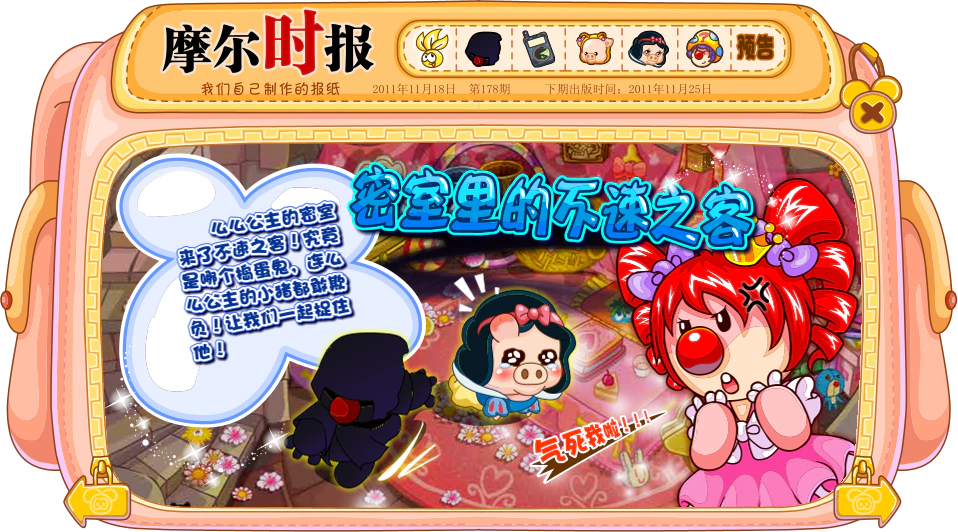 摩尔时报
预告
我们自己制作的报纸
2011年11月18日 第178期 下期出版时间：2011年11月25日
密室里的不速之客
么么公主的密室
来了不速之客！究竟
是哪个捣蛋鬼，连么
么公主的小猪都敢欺
负！让我们一起捉住
他！
气死我啦！！！